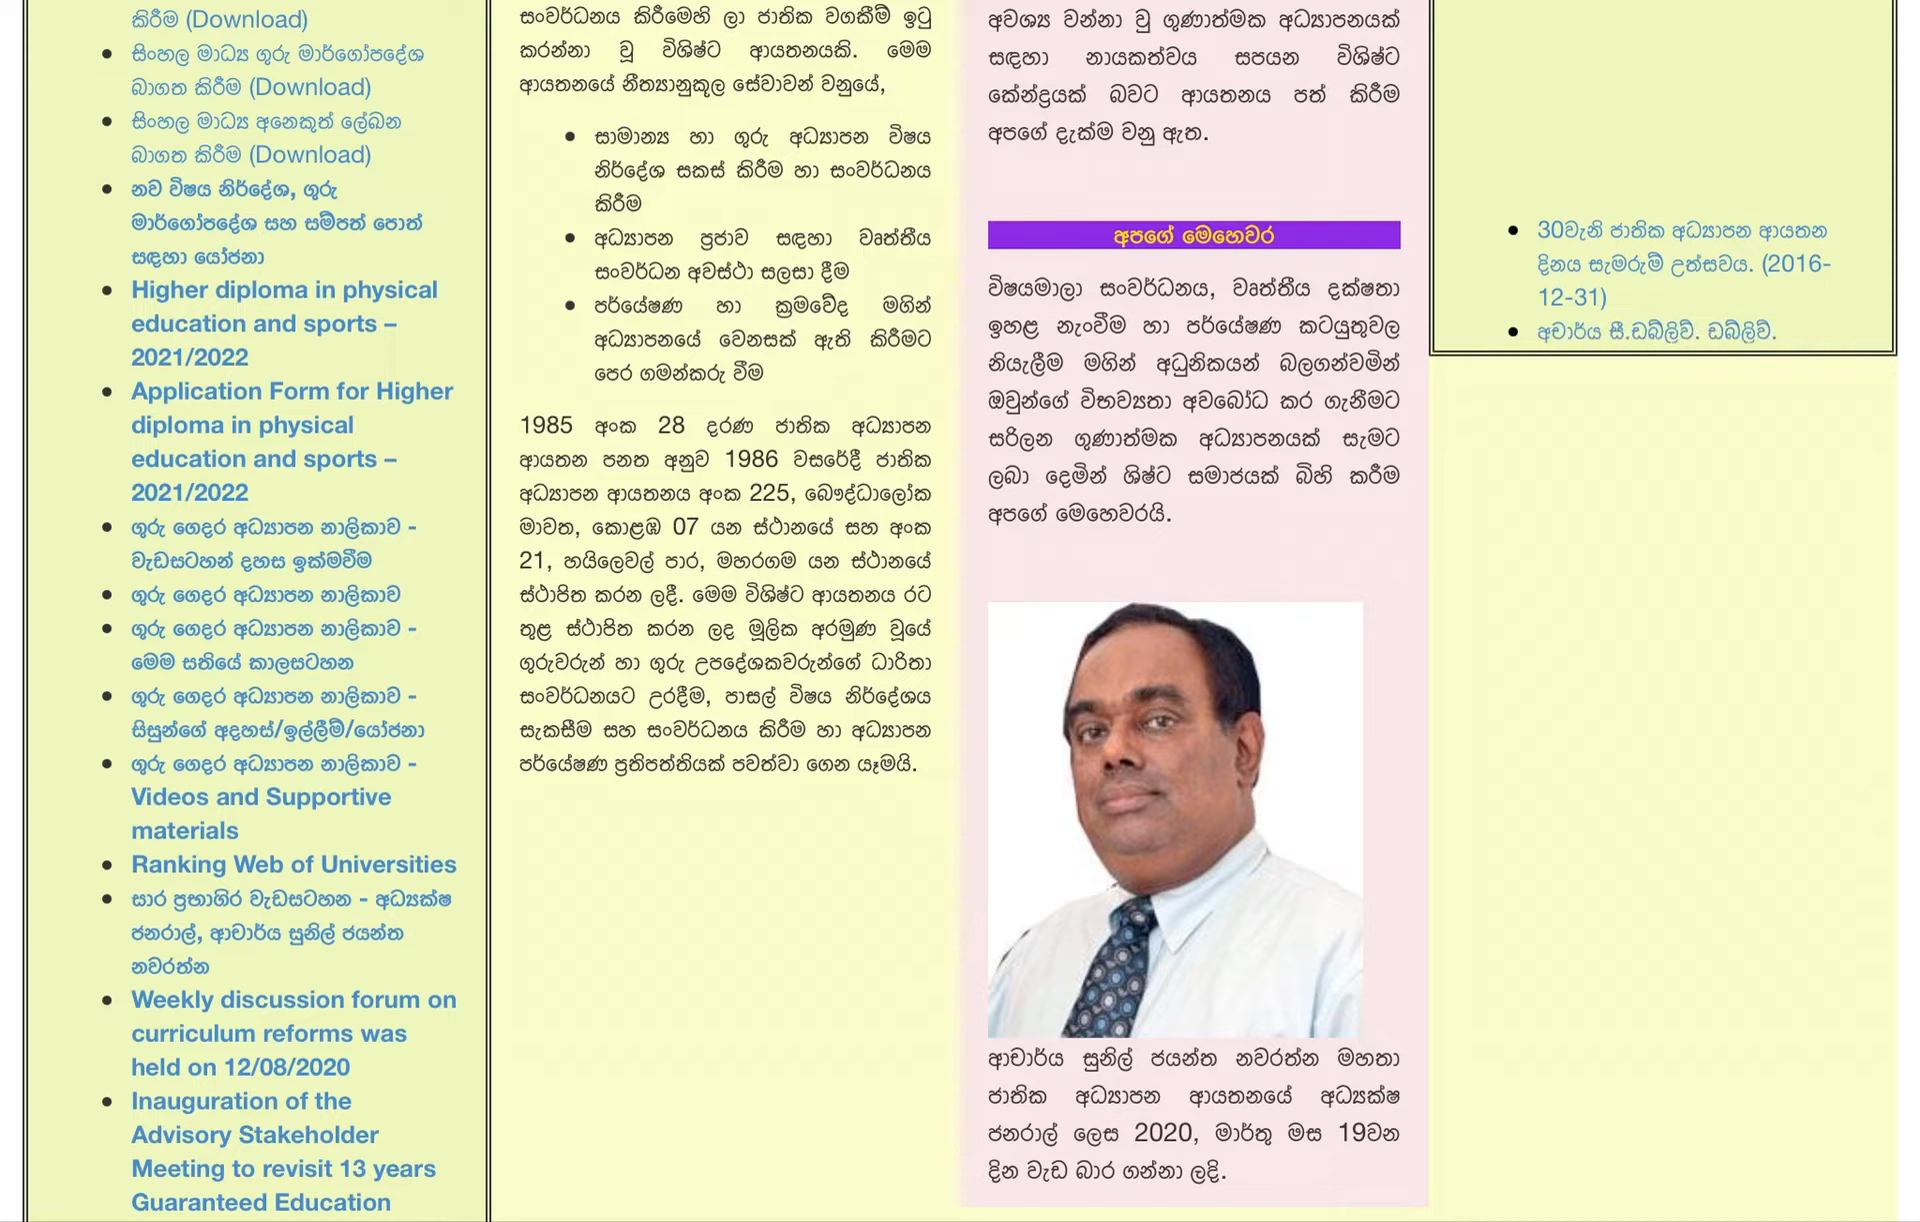 කිරීම (Download)
සිංහල මාධ්‍ය ගුරු මාර්ගෝපදේශ
බාගත කිරීම (Download)
සිංහල මාධ්‍ය අනෙකුත් ලේඛන
බාගත කිරීම (Download)
නව විෂය නිර්දේශ, ගුරු
මාර්ගෝපදේශ සහ සම්පත් පොත්
සඳහා යෝජනා
Higher diploma in physical
education and sports –
2021/2022
Application Form for Higher
diploma in physical
education and sports –
2021/2022
ගුරු ගෙදර අධ්‍යාපන නාලිකාව -
වැඩසටහන් දහස ඉක්මවීම
ගුරු ගෙදර අධ්‍යාපන නාලිකාව
ගුරු ගෙදර අධ්‍යාපන නාලිකාව -
මෙම සතියේ කාලසටහන
ගුරු ගෙදර අධ්‍යාපන නාලිකාව -
සිසුන්ගේ අදහස්/ඉල්ලීම්/යෝජනා
ගුරු ගෙදර අධ්‍යාපන නාලිකාව -
Videos and Supportive
materials
Ranking Web of Universities
සාර ප්‍රභාගිර වැඩසටහන - අධ්‍යක්ෂ
ජනරාල්, ආචාර්ය සුනිල් ජයන්ත
නවරත්න
Weekly discussion forum on
curriculum reforms was
held on 12/08/2020
Inauguration of the
Advisory Stakeholder
Meeting to revisit 13 years
Guaranteed Education
සංවර්ධනය කිරීමෙහි ලා ජාතික වගකීම් ඉටු
කරන්නා වූ විශිෂ්ට ආයතනයකි. මෙම
ආයතනයේ නීත්‍යානුකූල සේවාවන් වනුයේ,
සාමාන්‍ය හා ගුරු අධ්‍යාපන විෂය
නිර්දේශ සකස් කිරීම හා සංවර්ධනය
කිරීම
අධ්‍යාපන ප්‍රජාව සඳහා වෘත්තීය
සංවර්ධන අවස්ථා සලසා දීම
පර්යේෂණ හා ක්‍රමවේද මගින්
අධ්‍යාපනයේ වෙනසක් ඇති කිරීමට
පෙර ගමන්කරු වීම
1985 අංක 28 දරණ ජාතික අධ්‍යාපන
ආයතන පනත අනුව 1986 වසරේදී ජාතික
අධ්‍යාපන ආයතනය අංක 225, බෞද්ධාලෝක
මාවත, කොළඹ 07 යන ස්ථානයේ සහ අංක
21, හයිලෙවල් පාර, මහරගම යන ස්ථානයේ
ස්ථාපිත කරන ලදී. මෙම විශිෂ්ට ආයතනය රට
තුළ ස්ථාපිත කරන ලද මූලික අරමුණ වූයේ
ගුරුවරුන් හා ගුරු උපදේශකවරුන්ගේ ධාරිතා
සංවර්ධනයට උරදීම, පාසල් විෂය නිර්දේශය
සැකසීම සහ සංවර්ධනය කිරීම හා අධ්‍යාපන
පර්යේෂණ ප්‍රතිපත්තියක් පවත්වා ගෙන යෑමයි.
අවශ්‍ය වන්නා වු ගුණාත්මක අධ්‍යාපනයක්
සඳහා නායකත්වය සපයන විශිෂ්ට
කේන්ද්‍රයක් බවට ආයතනය පත් කිරීම
අපගේ දැක්ම වනු ඇත.
අපගේ මෙහෙවර
විෂයමාලා සංවර්ධනය, වෘත්තීය දක්ෂතා
ඉහළ නැංවීම හා පර්යේෂණ කටයුතුවල
නියැලීම මගින් අධුනිකයන් බලගන්වමින්
ඔවුන්ගේ විභව්‍යතා අවබෝධ කර ගැනීමට
සරිලන ගුණාත්මක අධ්‍යාපනයක් සැමට
ලබා දෙමින් ශිෂ්ට සමාජයක් බිහි කරීම
අපගේ මෙහෙවරයි.
ආචාර්ය සුනිල් ජයන්ත නවරත්න මහතා
ජාතික අධ්‍යාපන ආයතනයේ අධ්‍යක්ෂ
ජනරාල් ලෙස 2020, මාර්තු මස 19වන
දින වැඩ බාර ගන්නා ලදි.
30වැනි ජාතික අධ්‍යාපන ආයතන
දිනය සැමරුම් උත්සවය. (2016-
12-31)
අචාර්ය සී.ඩබ්ලිව්. ඩබ්ලිව්.